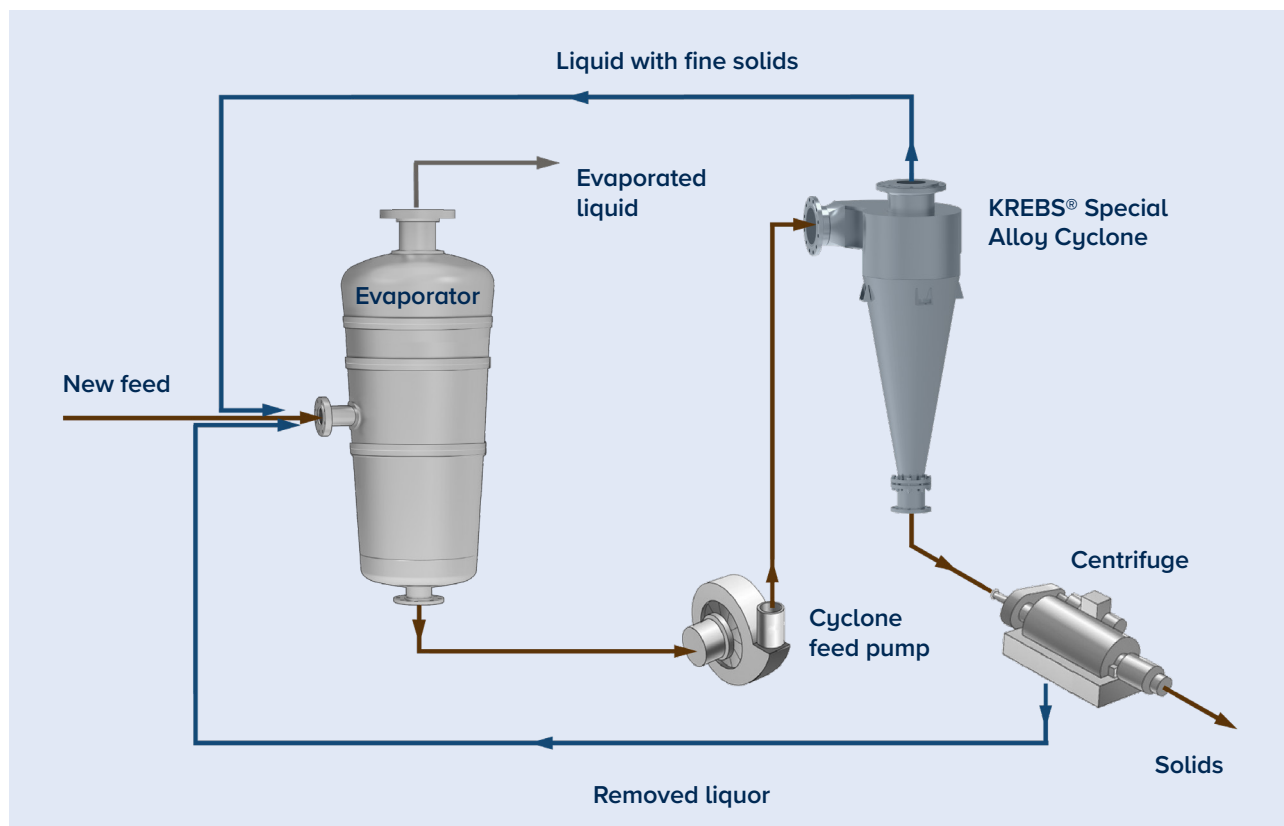 Liquid with fine solids
Evaporated
liquid
KREBS® Special
Alloy Cyclone
Evaporator
New feed
Centrifuge
Cyclone
feed pump
Solids
Removed liquor